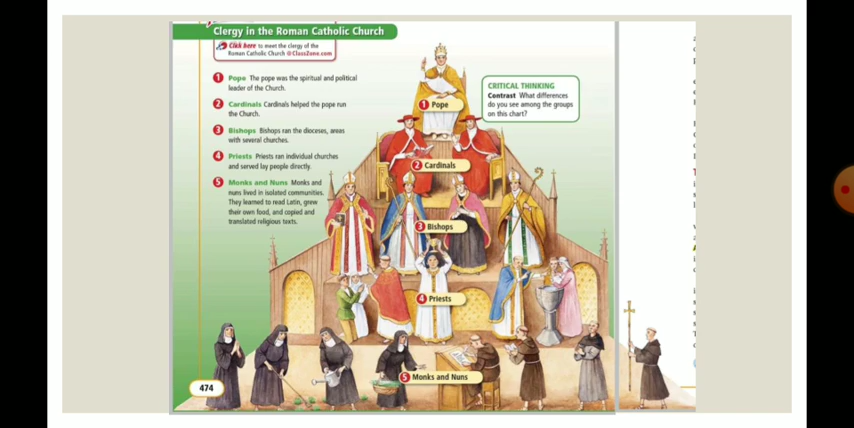 Clergy in the Roman Catholic Church
Click here to meet the clergy of the
Roman Catholic Church @ClassZone.com
1 Pope The pope was the spiritual and political
leader of the Church.
2 Cardinals Cardinals helped the pope run
the Church.
3 Bishops Bishops ran the dioceses, areas
with several churches.
4 Priests Priests ran individual churches
and served lay people directly.
5 Monks and Nuns Monks and
nuns lived in isolated communities.
They learned to read Latin, grew
their own food, and copied and
translated religious texts.
CRITICAL THINKING
Contrast What differences
do you see among the groups
on this chart?
1 Pope
2 Cardinals
3 Bishops
4 Priests
5 Monks and Nuns
474